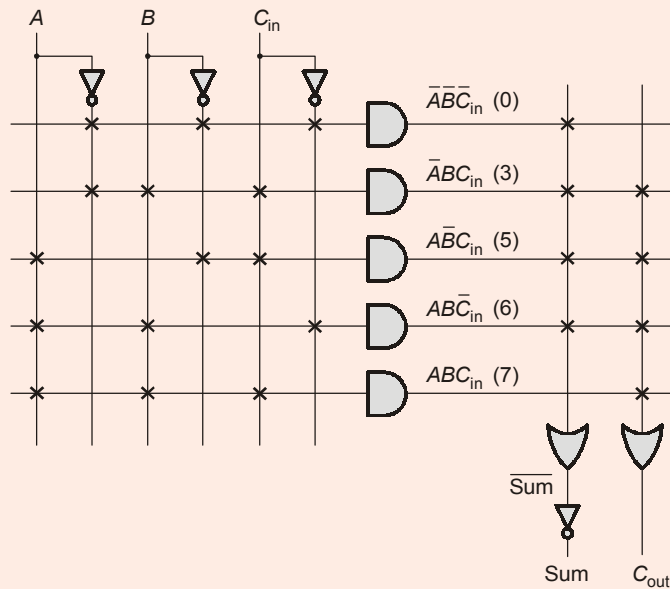 A B C_in
A̅B̅C̅_in (0)
A̅BC_in (3)
AB̅C_in (5)
ABC̅_in (6)
ABC_in (7)
S̅u̅m̅
Sum C_out